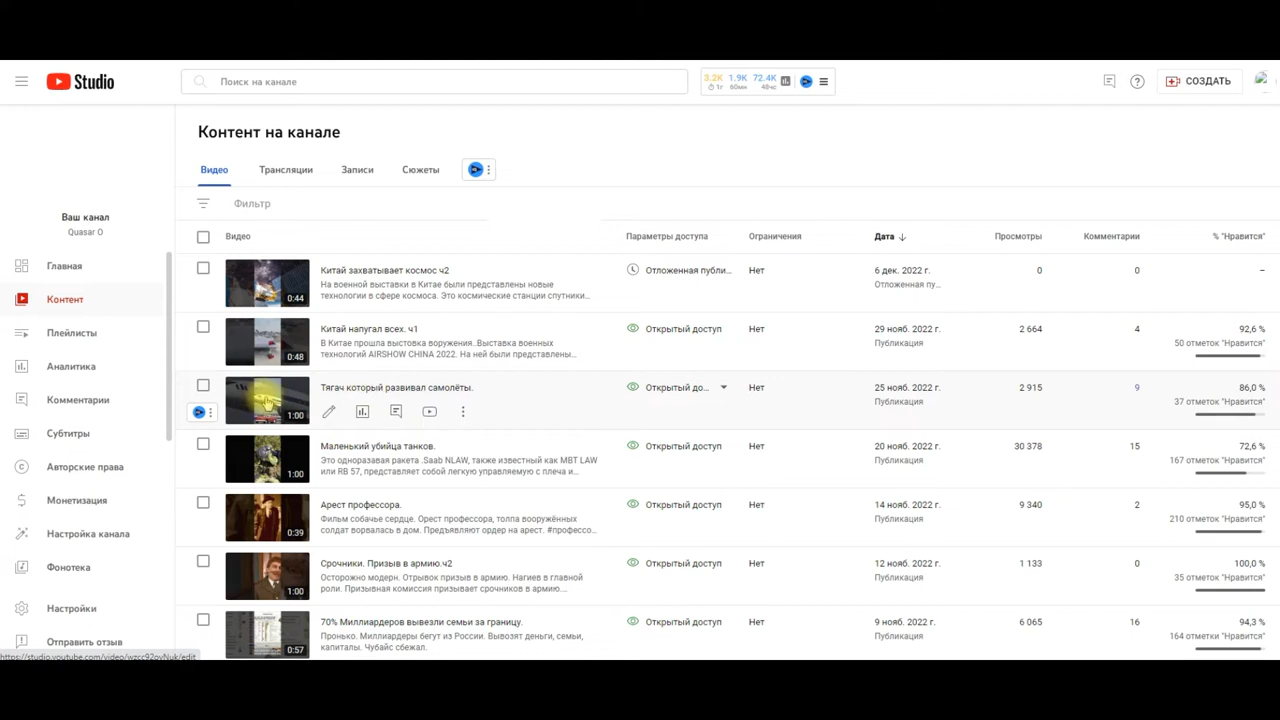 Studio
Поиск на канале
3.2K 1.9K 72.4K
1г 60мн 48чс
СОЗДАТЬ
Контент на канале
Видео Трансляции Записи Сюжеты
Ваш канал
Quasar O
Главная
Контент
Плейлисты
Аналитика
Комментарии
Субтитры
Авторские права
Монетизация
Настройка канала
Фонотека
Настройки
Отправить отзыв
https://studio.youtube.com/video/wzcc92oyNuk/edit
Фильтр
Видео Параметры доступа Ограничения Дата Просмотры Комментарии % "Нравится"
0:44 Китай захватывает космос ч2 Отложенная публи… Нет 6 дек. 2022 г. 0 0 –
На военной выставки в Китае были представлены новые Отложенная пу…
технологии в сфере космоса. Это космические станции спутники…
0:48 Китай напугал всех. ч1 Открытый доступ Нет 29 нояб. 2022 г. 2 664 4 92,6 %
В Китае прошла выставка воружения..Выставка военных Публикация 50 отметок "Нравится"
технологий AIRSHOW CHINA 2022. На ней были представлены…
1:00 Тягач который развивал самолёты. Открытый до… Нет 25 нояб. 2022 г. 2 915 9 86,0 %
Публикация 37 отметок "Нравится"
1:00 Маленький убийца танков. Открытый доступ Нет 20 нояб. 2022 г. 30 378 15 72,6 %
Это одноразавая ракета .Saab NLAW, также известный как MBT LAW Публикация 167 отметок "Нравится"
или RB 57, представляет собой легкую управляемую с плеча и…
0:39 Арест профессора. Открытый доступ Нет 14 нояб. 2022 г. 9 340 2 95,0 %
Фильм собачье сердце. Орест профессора, толпа вооружённых Публикация 210 отметок "Нравится"
солдат ворвалась в дом. Предъявляют ордер на арест. #профессо…
1:00 Срочники. Призыв в армию.ч2 Открытый доступ Нет 12 нояб. 2022 г. 1 133 0 100,0 %
Осторожно модерн. Отрывок призыв в армию. Нагиев в главной Публикация 35 отметок "Нравится"
роли. Призывная комиссия призывает срочников в армию.…
0:57 70% Миллиардеров вывезли семьи за границу. Открытый доступ Нет 9 нояб. 2022 г. 6 065 16 94,3 %
Пронько. Миллиардеры бегут из России. Вывозят деньги, семьи, Публикация 164 отметки "Нравится"
капиталы. Чубайс сбежал.